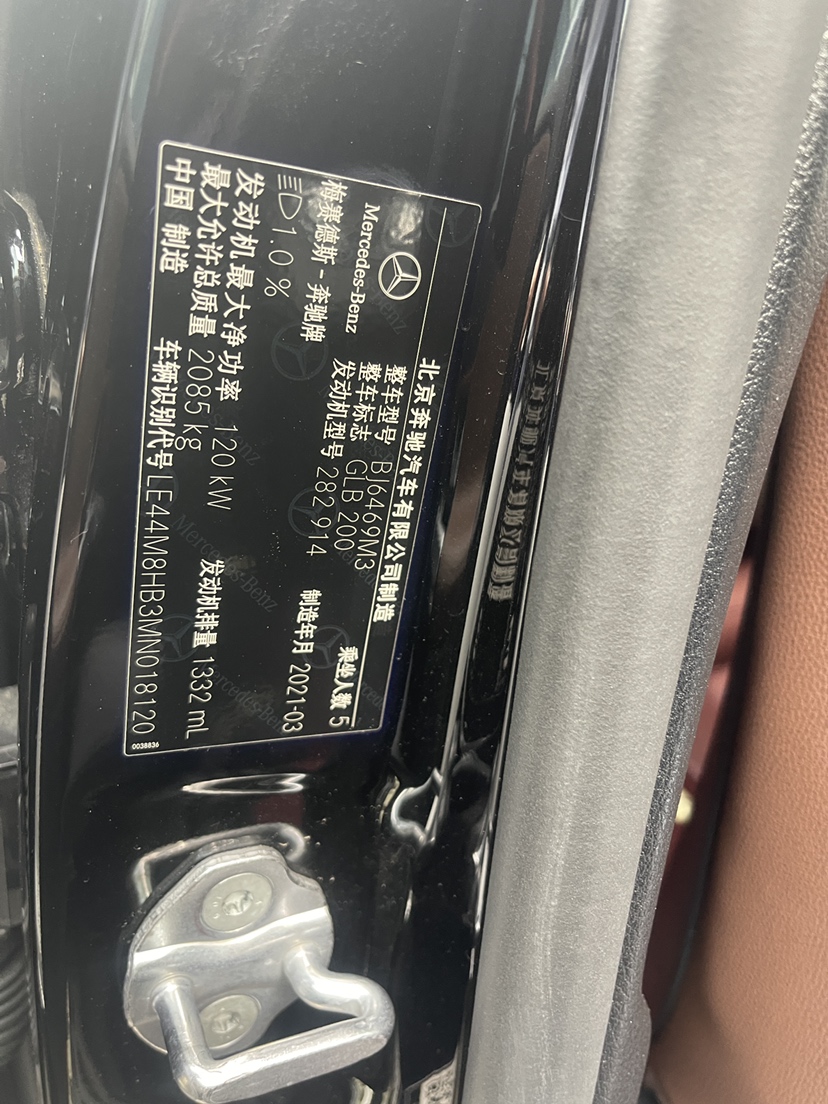 北京奔驰汽车有限公司制造
Mercedes-Benz
梅赛德斯-奔驰牌
整车型号 BJ6469M3
乘坐人数 5
整车标志 GLB 200
发动机型号 282 914
制造年月 2021-03
1.0 %
发动机最大净功率 120 kW
发动机排量 1332 mL
最大允许总质量 2085 kg
中国 制造
车辆识别代号 LE44M8HB3MN018120
0038836